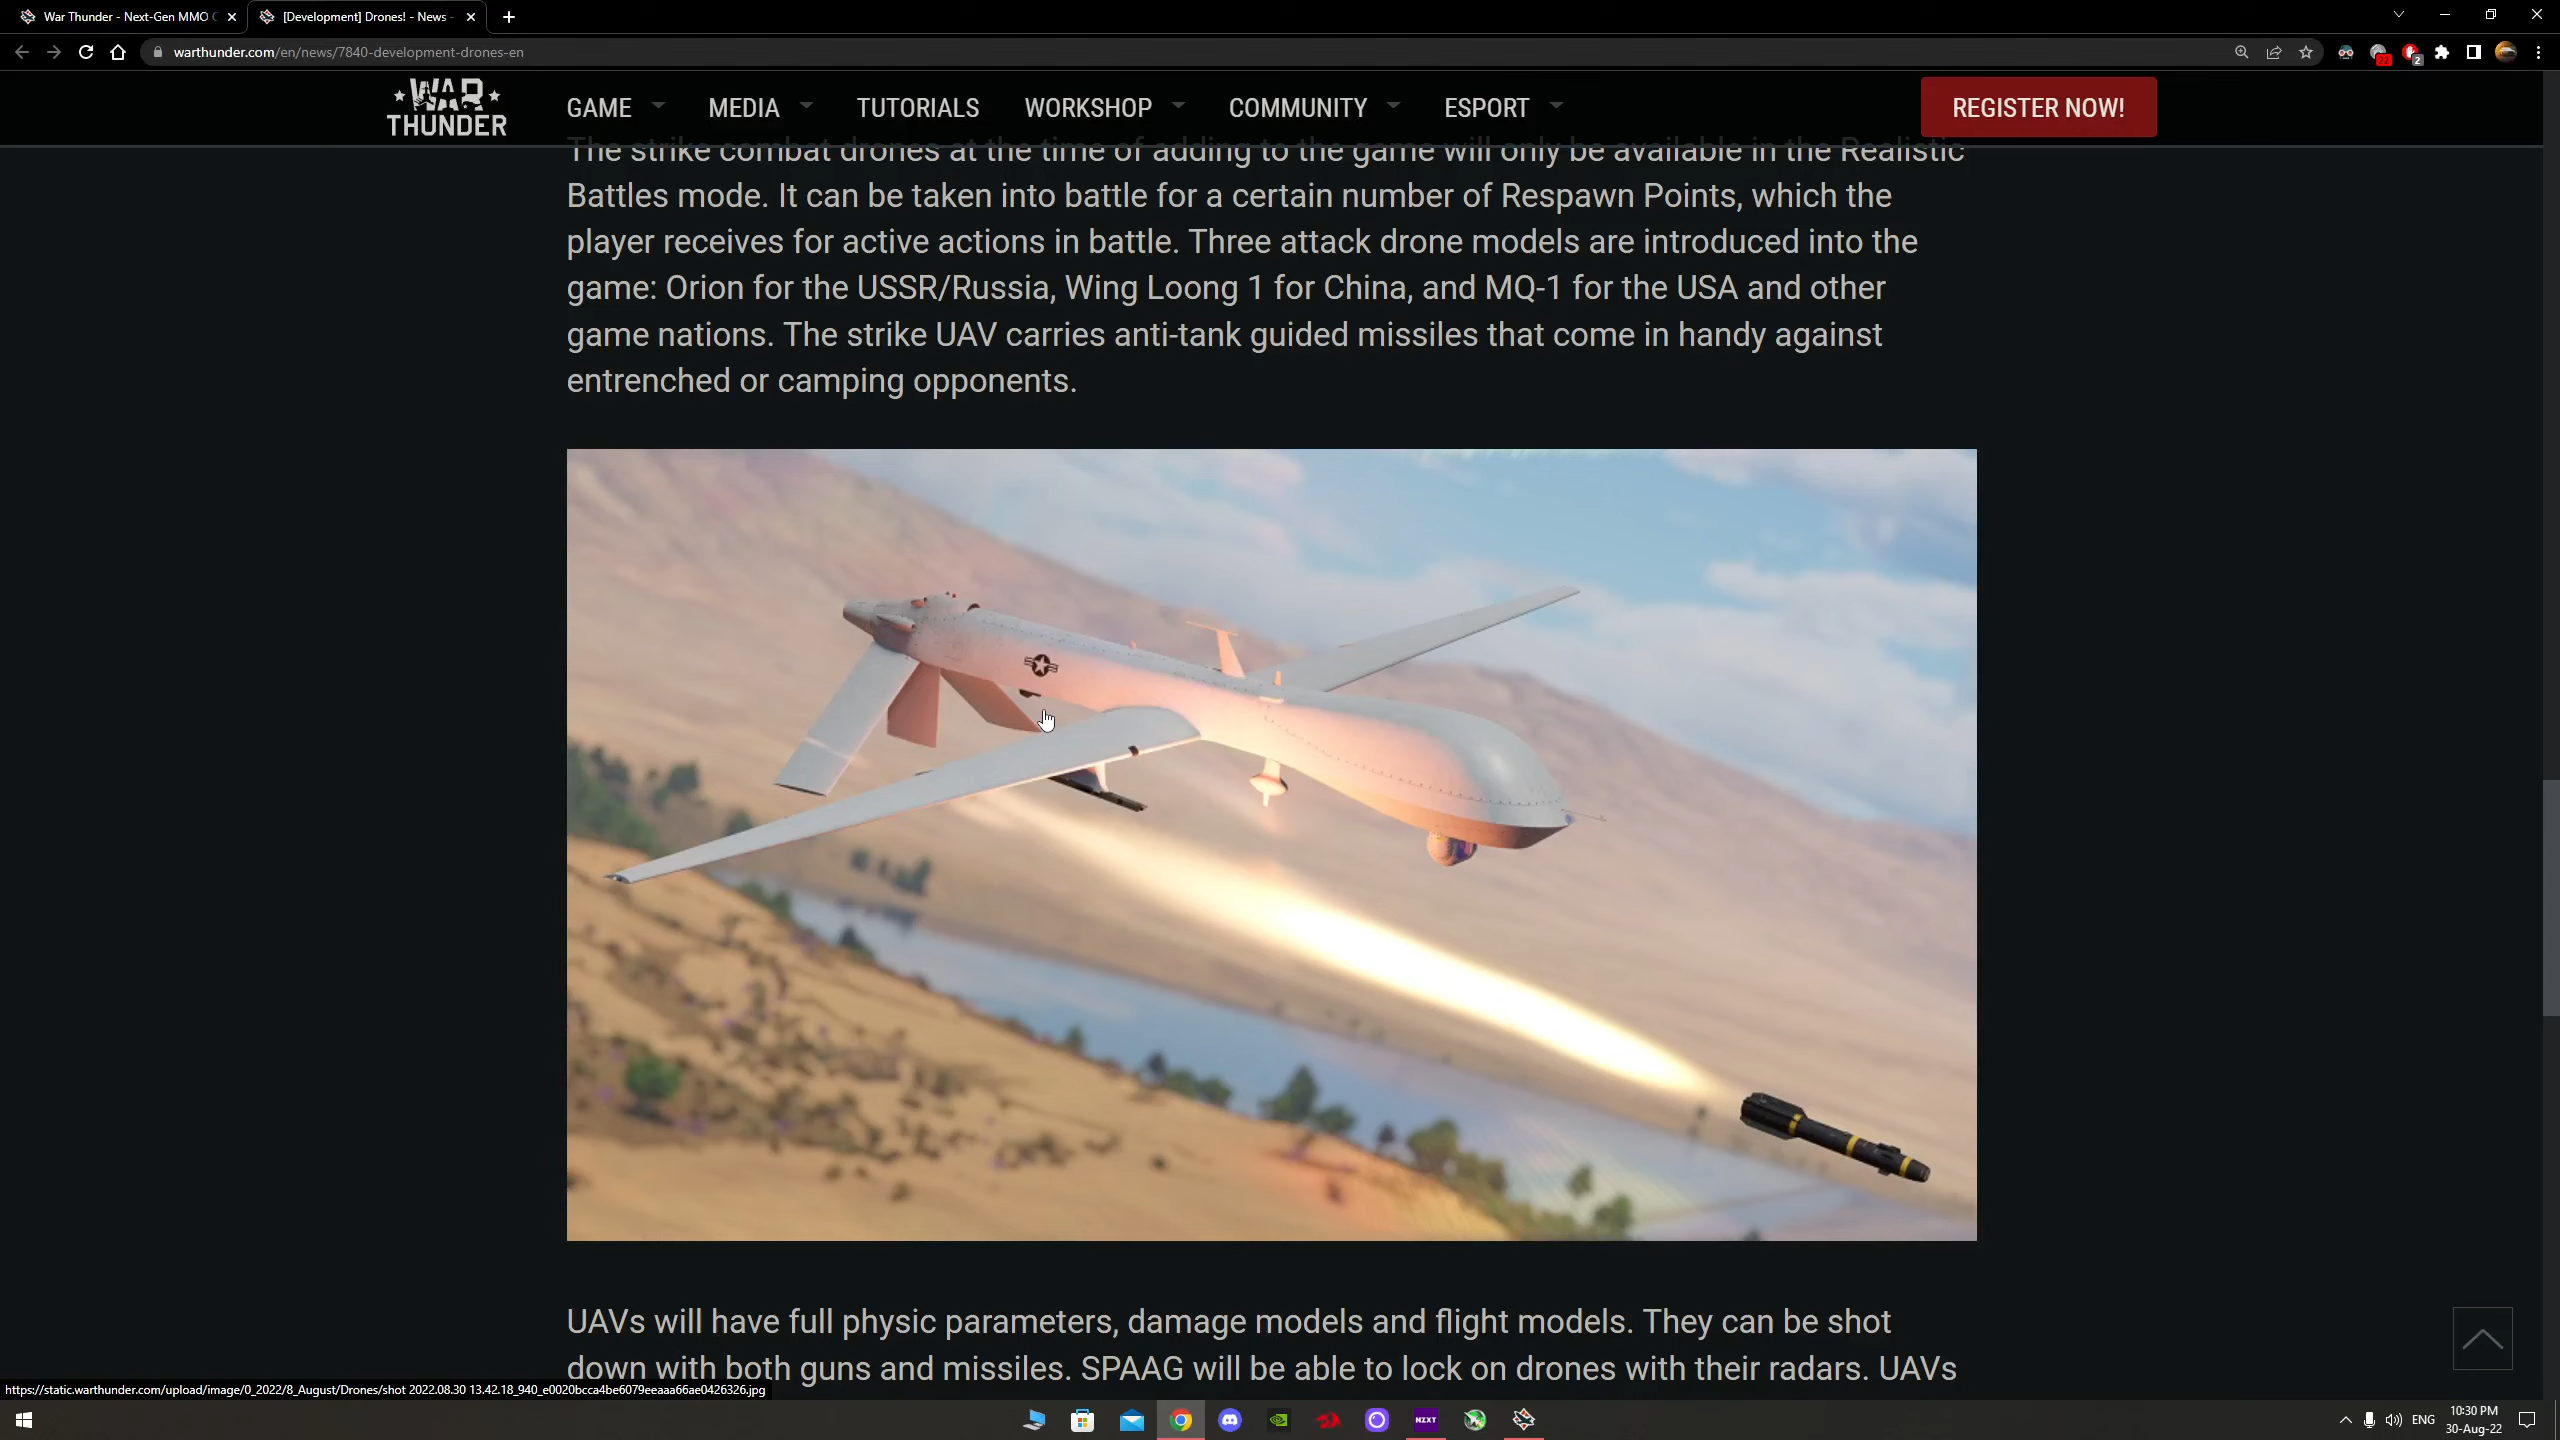 War Thunder - Next-Gen MMO
[Development] Drones! - News -
warthunder.com/en/news/7840-development-drones-en
22
2
WAR THUNDER
GAME MEDIA TUTORIALS WORKSHOP COMMUNITY ESPORT
REGISTER NOW!
The strike combat drones at the time of adding to the game will only be available in the Realistic
Battles mode. It can be taken into battle for a certain number of Respawn Points, which the
player receives for active actions in battle. Three attack drone models are introduced into the
game: Orion for the USSR/Russia, Wing Loong 1 for China, and MQ-1 for the USA and other
game nations. The strike UAV carries anti-tank guided missiles that come in handy against
entrenched or camping opponents.
UAVs will have full physic parameters, damage models and flight models. They can be shot
down with both guns and missiles. SPAAG will be able to lock on drones with their radars. UAVs
https://static.warthunder.com/upload/image/0_2022/8_August/Drones/shot 2022.08.30 13.42.18_940_e0020bcca4be6079eeaaa66ae0426326.jpg
NZXT
ENG
10:30 PM
30-Aug-22